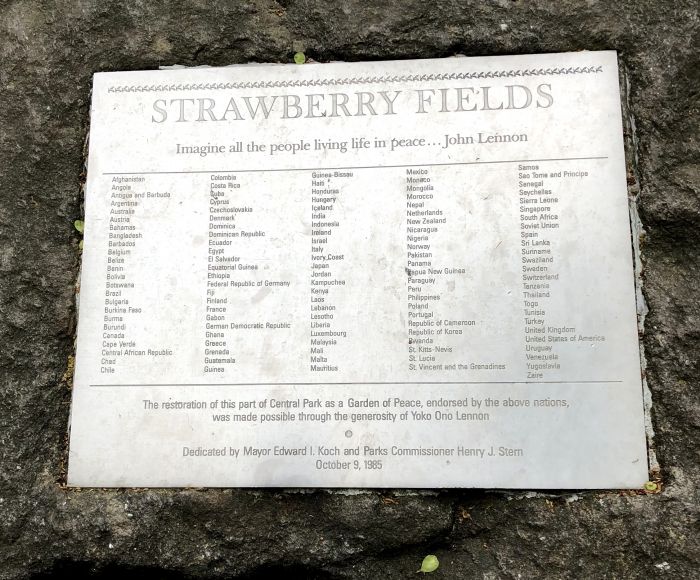 STRAWBERRY FIELDS
Imagine all the people living life in peace...John Lennon
Afghanistan
Angola
Antigua and Barbuda
Argentina
Australia
Austria
Bahamas
Bangladesh
Barbados
Belgium
Belize
Benin
Bolivia
Botswana
Brazil
Bulgaria
Burkina Faso
Burma
Burundi
Canada
Cape Verde
Central African Republic
Chad
Chile
Colombia
Costa Rica
Cuba
Cyprus
Czechoslovakia
Denmark
Dominica
Dominican Republic
Ecuador
Egypt
El Salvador
Equatorial Guinea
Ethiopia
Federal Republic of Germany
Fiji
Finland
France
Gabon
German Democratic Republic
Ghana
Greece
Grenada
Guatemala
Guinea
Guinea-Bissau
Haiti
Honduras
Hungary
Iceland
India
Indonesia
Ireland
Israel
Italy
Ivory Coast
Japan
Jordan
Kampuchea
Kenya
Laos
Lebanon
Lesotho
Liberia
Luxembourg
Malaysia
Mali
Malta
Mauritius
Mexico
Monaco
Mongolia
Morocco
Nepal
Netherlands
New Zealand
Nicaragua
Nigeria
Norway
Pakistan
Panama
Papua New Guinea
Paraguay
Peru
Philippines
Poland
Portugal
Republic of Cameroon
Republic of Korea
Rwanda
St. Kitts-Nevis
St. Lucia
St. Vincent and the Grenadines
Samoa
Sao Tome and Principe
Senegal
Seychelles
Sierra Leone
Singapore
South Africa
Soviet Union
Spain
Sri Lanka
Suriname
Swaziland
Sweden
Switzerland
Tanzania
Thailand
Togo
Tunisia
Turkey
United Kingdom
United States of America
Uruguay
Venezuela
Yugoslavia
Zaire
The restoration of this part of Central Park as a Garden of Peace, endorsed by the above nations,
was made possible through the generosity of Yoko Ono Lennon
Dedicated by Mayor Edward I. Koch and Parks Commissioner Henry J. Stern
October 9, 1985